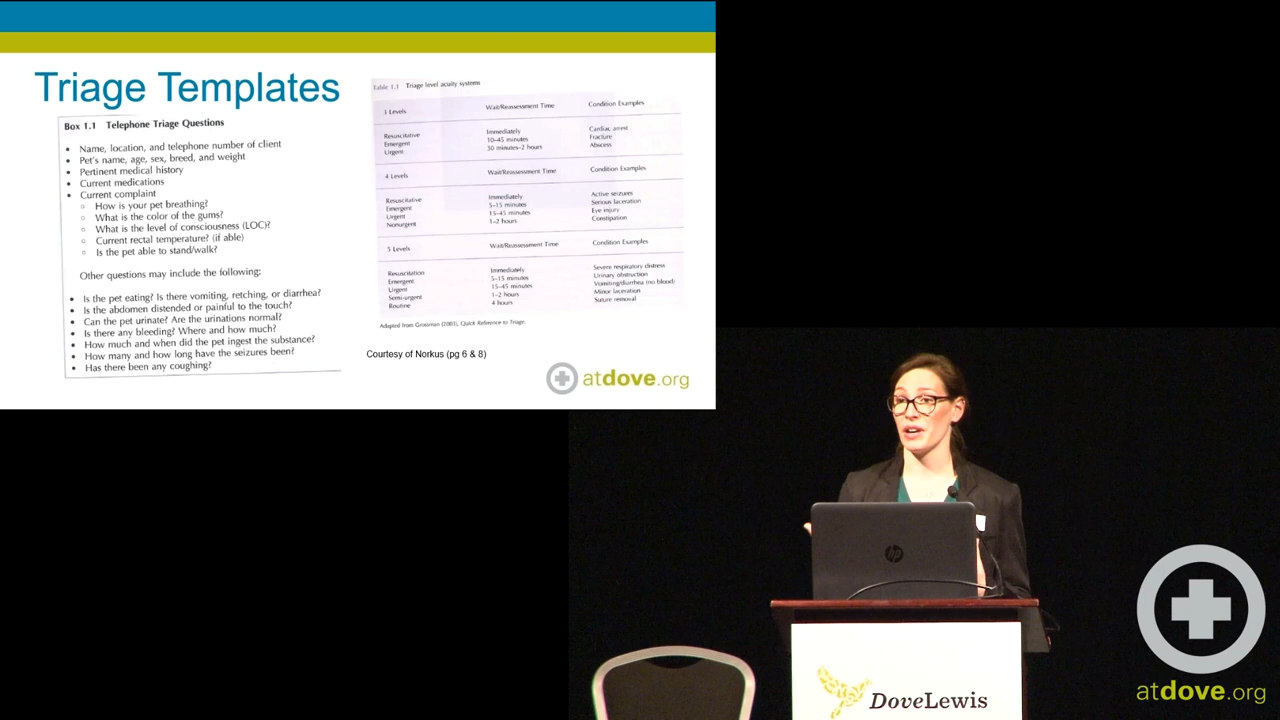 Triage Templates
Box 1.1 Telephone Triage Questions
• Name, location, and telephone number of client
• Pet's name, age, sex, breed, and weight
• Pertinent medical history
• Current medications
• Current complaint
○ How is your pet breathing?
○ What is the color of the gums?
○ What is the level of consciousness (LOC)?
○ Current rectal temperature? (if able)
○ Is the pet able to stand/walk?
Other questions may include the following:
• Is the pet eating? Is there vomiting, retching, or diarrhea?
• Is the abdomen distended or painful to the touch?
• Can the pet urinate? Are the urinations normal?
• Is there any bleeding? Where and how much?
• How much and when did the pet ingest the substance?
• How many and how long have the seizures been?
• Has there been any coughing?
Table 1.1 Triage level acuity systems
3 Levels Wait/Reassessment Time Condition Examples
Resuscitative Immediately Cardiac arrest
Emergent 10–45 minutes Fracture
Urgent 30 minutes–2 hours Abscess
4 Levels Wait/Reassessment Time Condition Examples
Resuscitative Immediately Active seizures
Emergent 5–15 minutes Serious laceration
Urgent 15–45 minutes Eye injury
Nonurgent 1–2 hours Constipation
5 Levels Wait/Reassessment Time Condition Examples
Resuscitation Immediately Severe respiratory distress
Emergent 5–15 minutes Urinary obstruction
Urgent 15–45 minutes Vomiting/diarrhea (no blood)
Semi-urgent 1–2 hours Minor laceration
Routine 4 hours Suture removal
Adapted from Grossman (2003), Quick Reference to Triage.
Courtesy of Norkus (pg 6 & 8)
atdove.org
hp
DoveLewis
atdove.org